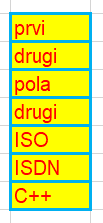 prvi
drugi
pola
drugi
ISO
ISDN
C++